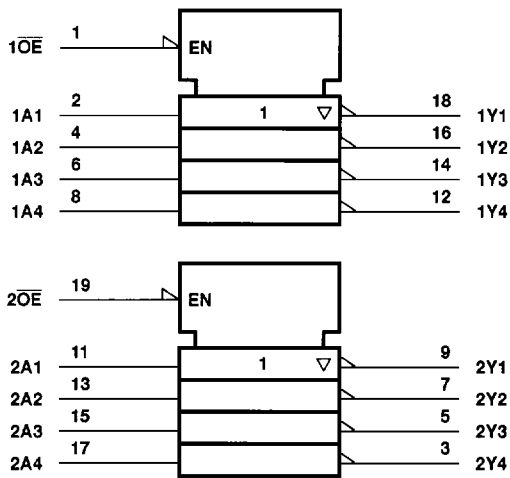 1O̅E̅ 1 EN
1 ▽
1A1 2 18 1Y1
1A2 4 16 1Y2
1A3 6 14 1Y3
1A4 8 12 1Y4
2O̅E̅ 19 EN
1 ▽
2A1 11 9 2Y1
2A2 13 7 2Y2
2A3 15 5 2Y3
2A4 17 3 2Y4